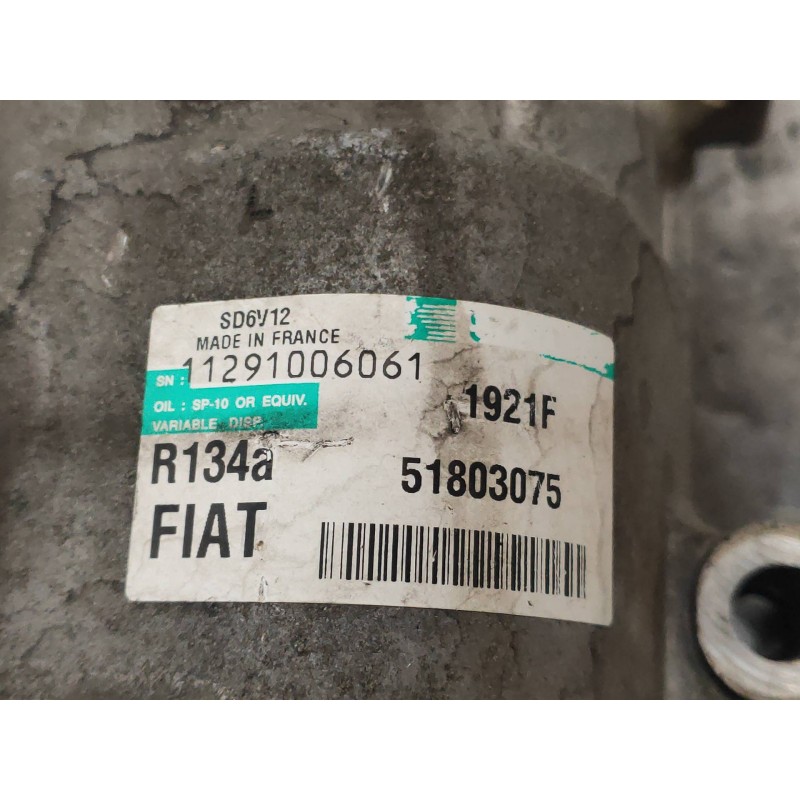 SD6V12
MADE IN FRANCE
SN : 11291006061
OIL : SP-10 OR EQUIV.
VARIABLE DISP.
1921F
R134a
51803075
FIAT